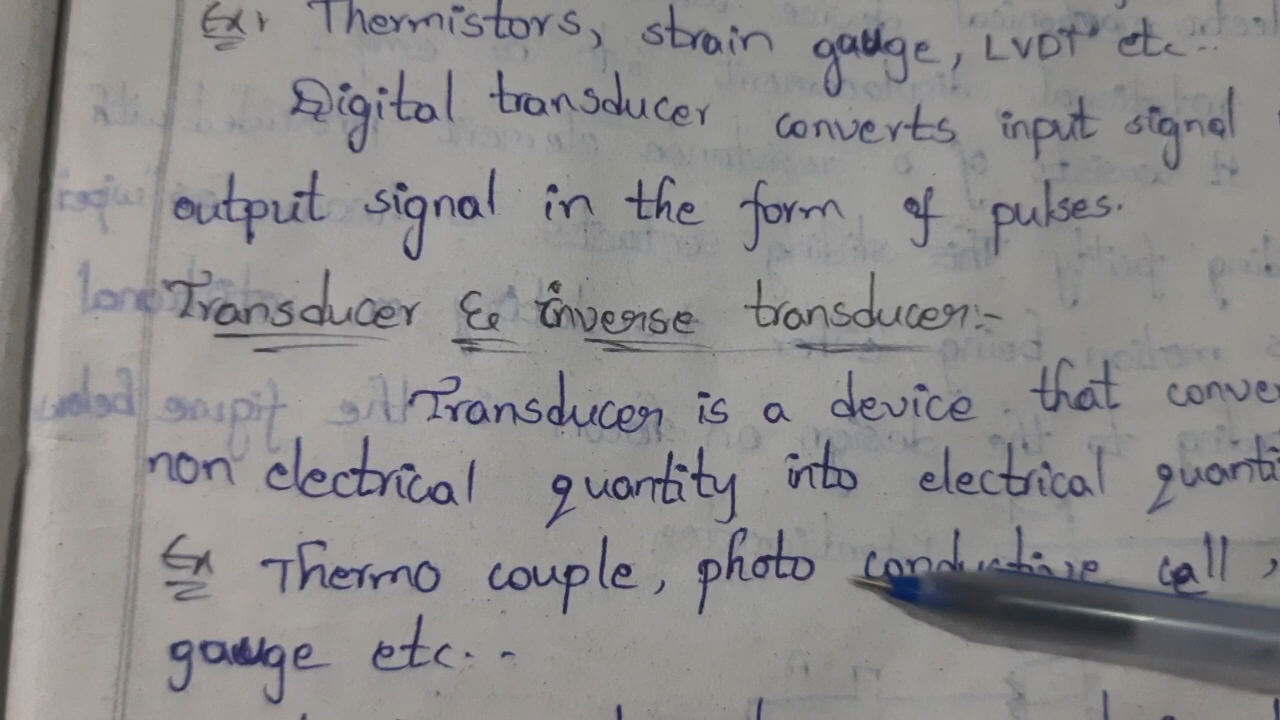 Ex: Thermistors, strain gauge, LVDT etc..
Digital transducer converts input signal
output signal in the form of pulses.
Transducer & inverse transducer:-
Transducer is a device that conve
non electrical quantity into electrical quanti
Ex Thermo couple, photo conductive cell,
gauge etc..